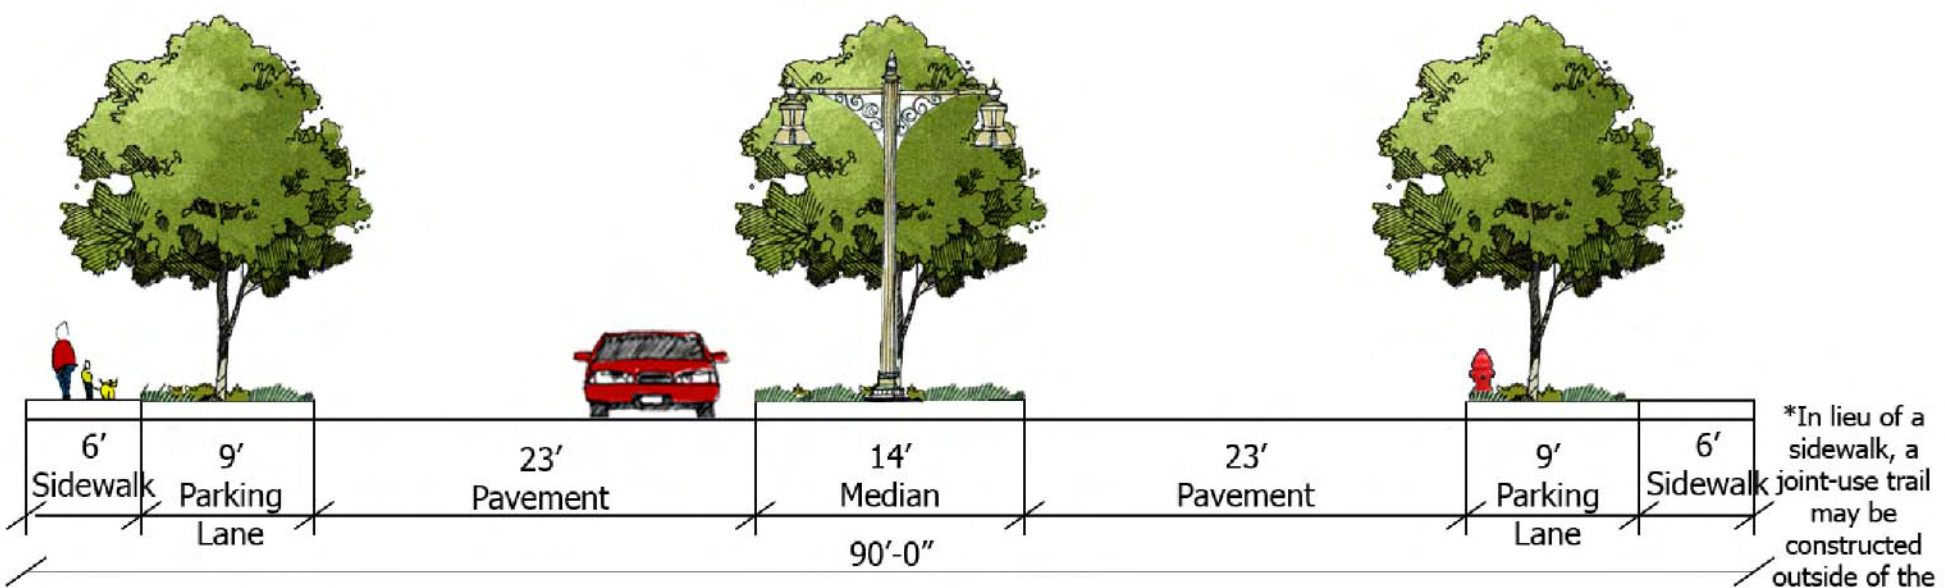 6′
Sidewalk
9′
Parking
Lane
23′
Pavement
14′
Median
23′
Pavement
9′
Parking
Lane
6′
Sidewalk
*In lieu of a
sidewalk, a
joint-use trail
may be
constructed
outside of the
90′-0″